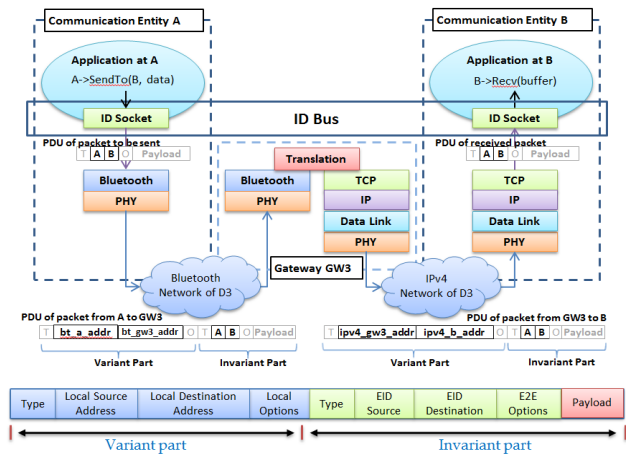 Communication Entity A
Communication Entity B
Application at A
A->SendTo(B, data)
Application at B
B->Recv(buffer)
ID Socket
ID Bus
ID Socket
PDU of packet to be sent
T A B O Payload
PDU of received packet
T A B O Payload
Translation
Bluetooth
PHY
Bluetooth
PHY
TCP
IP
Data Link
PHY
TCP
IP
Data Link
PHY
Gateway GW3
Bluetooth
Network of D3
IPv4
Network of D3
PDU of packet from A to GW3
T bt_a_addr bt_gw3_addr O T A B O Payload
Variant Part
Invariant Part
PDU of packet from GW3 to B
T ipv4_gw3_addr ipv4_b_addr O T A B O Payload
Variant Part
Invariant Part
Type
Local Source
Address
Local Destination
Address
Local
Options
Type
EID
Source
EID
Destination
E2E
Options
Payload
Variant part
Invariant part